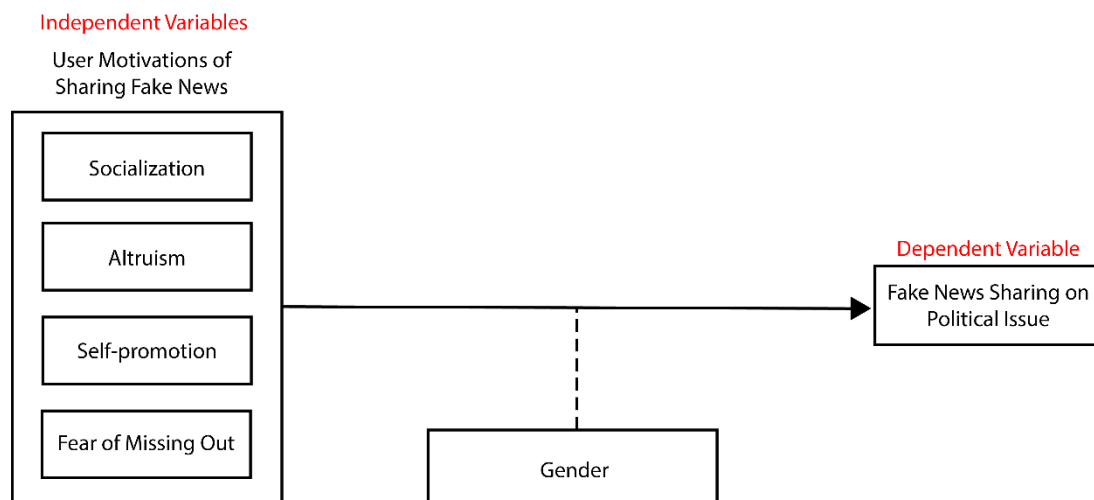 Independent Variables
User Motivations of
Sharing Fake News
Socialization
Altruism
Self-promotion
Fear of Missing Out
Dependent Variable
Fake News Sharing on
Political Issue
Gender